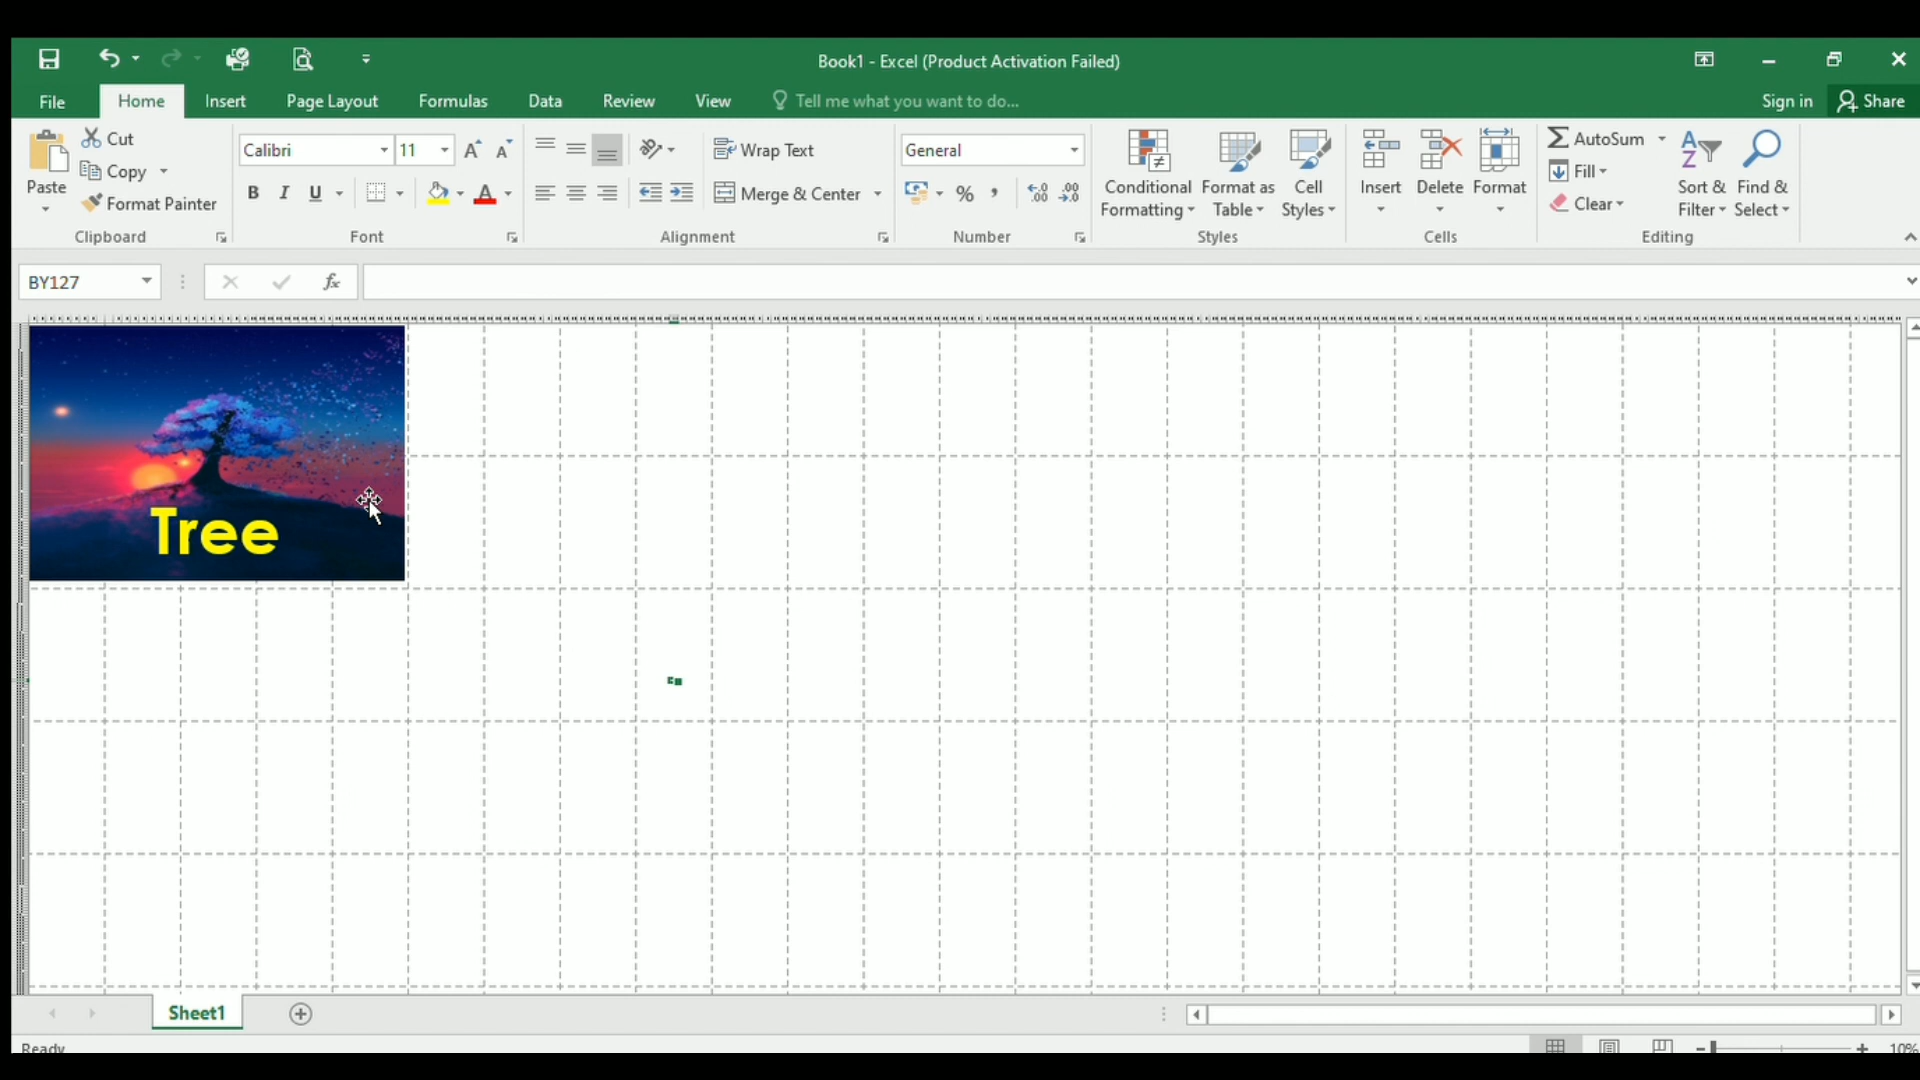 Book1 - Excel (Product Activation Failed)
File Home Insert Page Layout Formulas Data Review View Tell me what you want to do... Sign in Share
Paste
Cut
Copy
Format Painter
Clipboard
Calibri 11
B I U
Font
Wrap Text
Merge & Center
Alignment
General
%
Number
Conditional Formatting
Format as Table
Cell Styles
Styles
Insert Delete Format
Cells
AutoSum
Fill
Clear
Sort & Filter
Find & Select
Editing
BY127 fx
Tree
Sheet1
Ready 10%